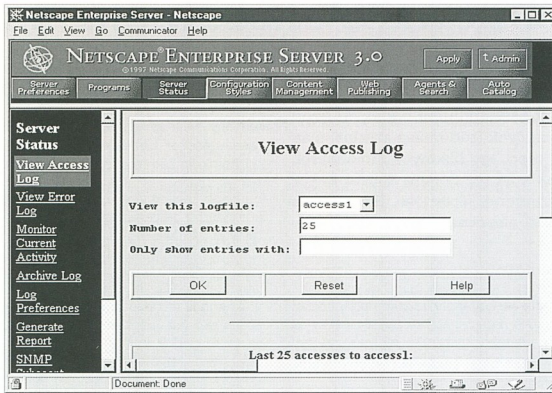 Netscape Enterprise Server - Netscape
File Edit View Go Communicator Help
NETSCAPE® ENTERPRISE SERVER 3.0
©1997 Netscape Communications Corporation. All Rights Reserved.
Apply
Admin
Server Preferences
Programs
Server Status
Configuration Styles
Content Management
Web Publishing
Agents & Search
Auto Catalog
Server
Status
View Access
Log
View Error
Log
Monitor
Current
Activity
Archive Log
Log
Preferences
Generate
Report
SNMP
View Access Log
View this logfile: access1
Number of entries: 25
Only show entries with:
OK Reset Help
Last 25 accesses to access1:
Document: Done